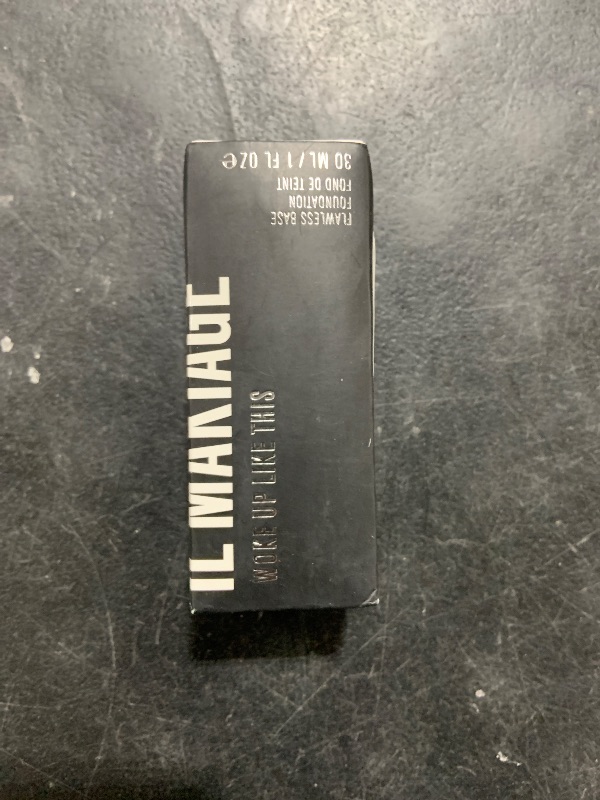 IL MAKIAGE
WOKE UP LIKE THIS
FLAWLESS BASE
FOUNDATION
FOND DE TEINT
30 ML / 1 FL OZ e